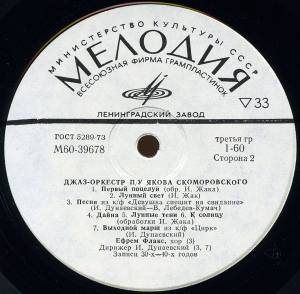 МИНИСТЕРСТВО КУЛЬТУРЫ СССР
МЕЛОДИЯ
ВСЕСОЮЗНАЯ ФИРМА ГРАМПЛАСТИНОК
ЛЕНИНГРАДСКИЙ ЗАВОД
▽33
ГОСТ 5289-73
М60-39678
третья гр
1-60
Сторона 2
ДЖАЗ-ОРКЕСТР П/У ЯКОВА СКОМОРОВСКОГО
1. Первый поцелуй (обр. И. Жака)
2. Лунный свет (И. Жак)
3. Песня из к/ф «Девушка спешит на свидание»
(И. Дунаевский—В. Лебедев-Кумач)
4. Дайна 5. Лунные тени 6. К солнцу
(обработки И. Жака)
7. Выходной марш из к/ф «Цирк»
(И. Дунаевский)
Ефрем Флакс, хор (3)
Дирижер И. Дунаевский (3, 7)
Записи 30-х—40-х годов